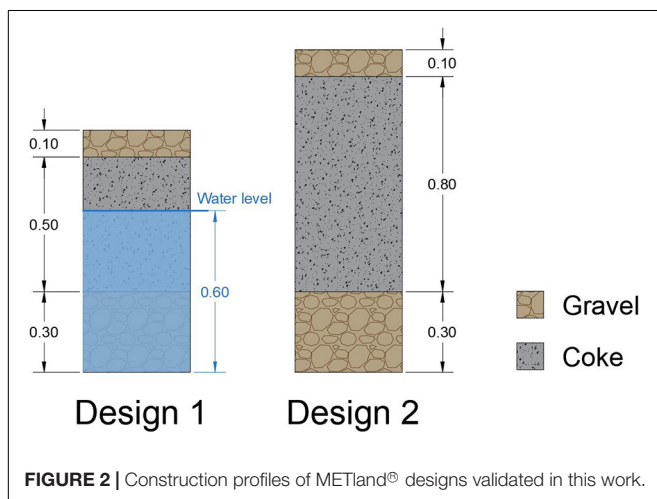 0.10
0.50
0.30
Water level
0.60
0.10
0.80
0.30
Gravel
Coke
Design 1
Design 2
FIGURE 2 | Construction profiles of METland® designs validated in this work.